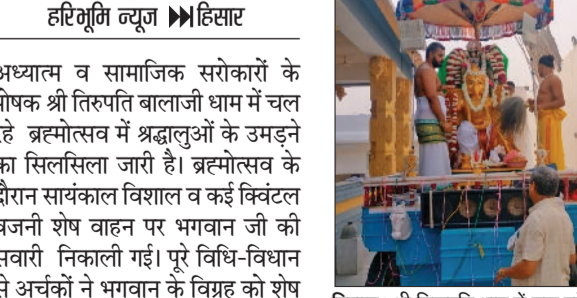 हरिभूमि न्यूज ▶▶| हिसार
अध्यात्म व सामाजिक सरोकारों के
पोषक श्री तिरुपति बालाजी धाम में चल
रहे ब्रह्मोत्सव में श्रद्धालुओं के उमड़ने
का सिलसिला जारी है। ब्रह्मोत्सव के
दौरान सायंकाल विशाल व कई क्विंटल
वजनी शेष वाहन पर भगवान जी की
सवारी निकाली गई। पूरे विधि-विधान
से अर्चकों ने भगवान के विग्रह को शेष